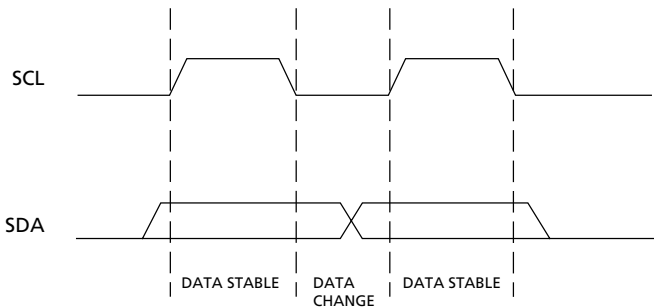 SCL
SDA
DATA STABLE
DATA
CHANGE
DATA STABLE